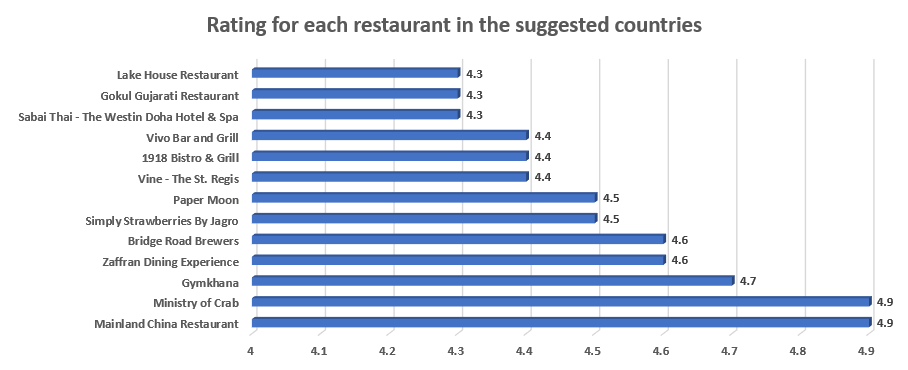 Rating for each restaurant in the suggested countries
Lake House Restaurant 4.3
Gokul Gujarati Restaurant 4.3
Sabai Thai - The Westin Doha Hotel & Spa 4.3
Vivo Bar and Grill 4.4
1918 Bistro & Grill 4.4
Vine - The St. Regis 4.4
Paper Moon 4.5
Simply Strawberries By Jagro 4.5
Bridge Road Brewers 4.6
Zaffran Dining Experience 4.6
Gymkhana 4.7
Ministry of Crab 4.9
Mainland China Restaurant 4.9
4 4.1 4.2 4.3 4.4 4.5 4.6 4.7 4.8 4.9